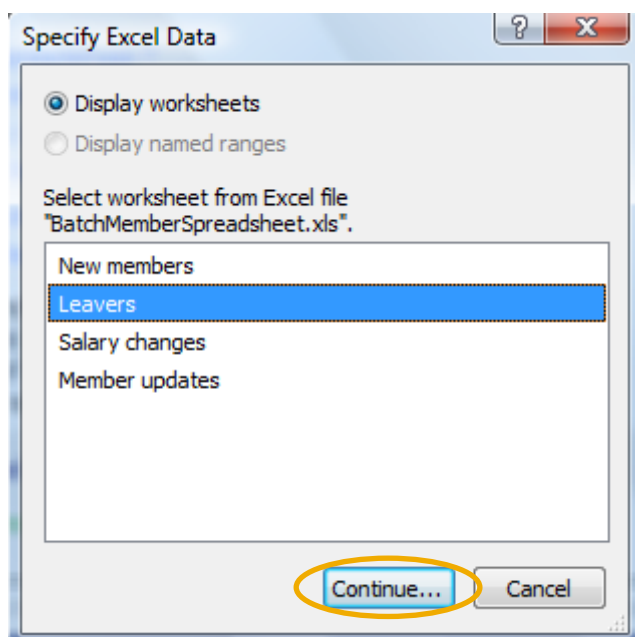 Specify Excel Data
Display worksheets
Display named ranges
Select worksheet from Excel file
"BatchMemberSpreadsheet.xls".
New members
Leavers
Salary changes
Member updates
Continue... Cancel